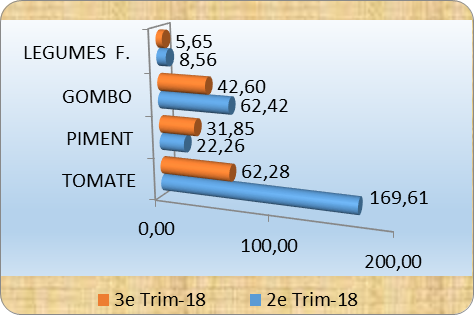 LEGUMES F.
5,65
8,56
GOMBO
42,60
62,42
PIMENT
31,85
22,26
TOMATE
62,28
169,61
0,00
100,00
200,00
3e Trim-18
2e Trim-18